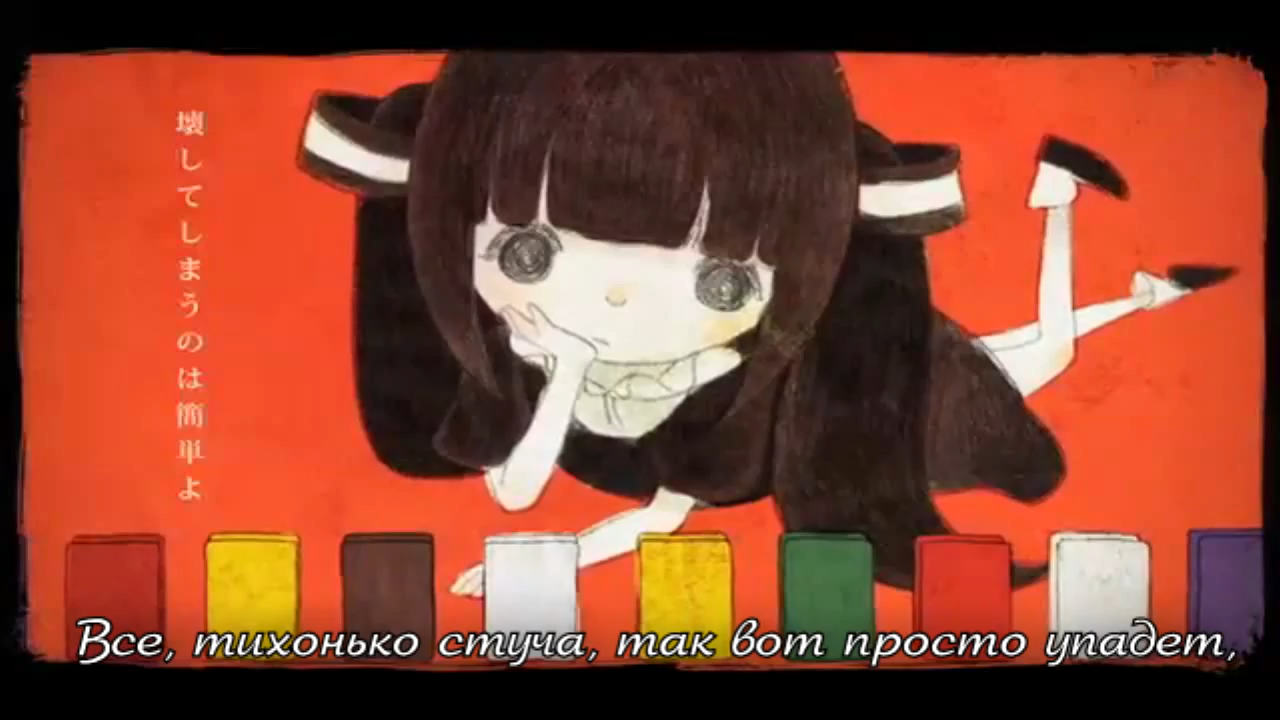 壊してしまうのは簡単よ
Все, тихонько стуча, так вот просто упадет,